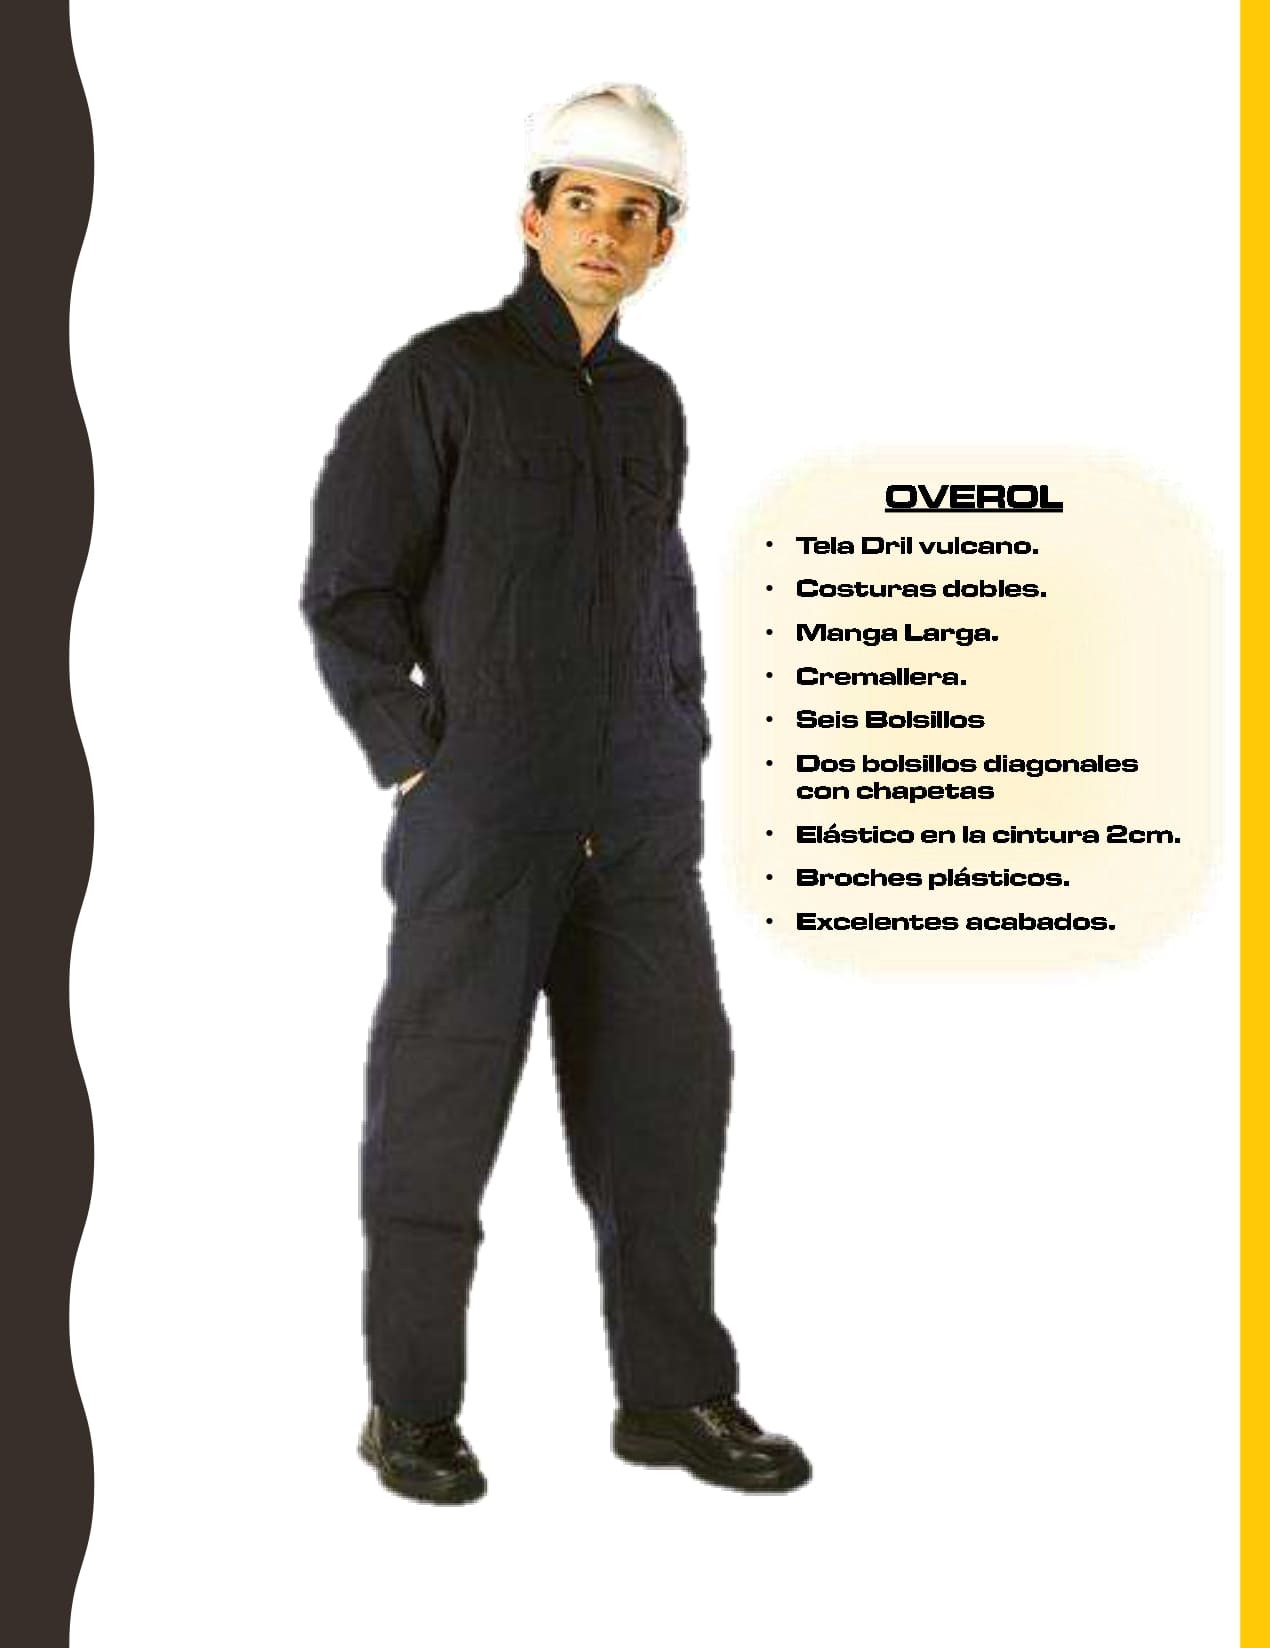 OVEROL
• Tela Dril vulcano.
• Costuras dobles.
• Manga Larga.
• Cremallera.
• Seis Bolsillos
• Dos bolsillos diagonales
con chapetas
• Elástico en la cintura 2cm.
• Broches plásticos.
• Excelentes acabados.